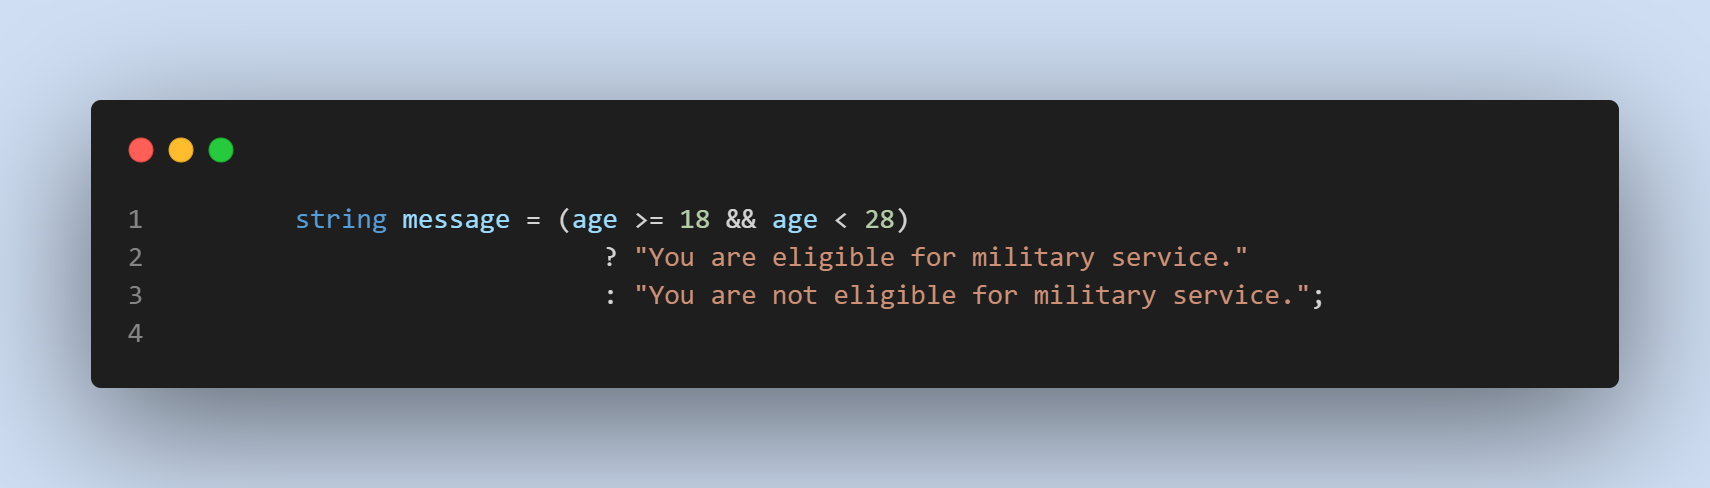 1 string message = (age >= 18 && age < 28)
2 ? "You are eligible for military service."
3 : "You are not eligible for military service.";
4